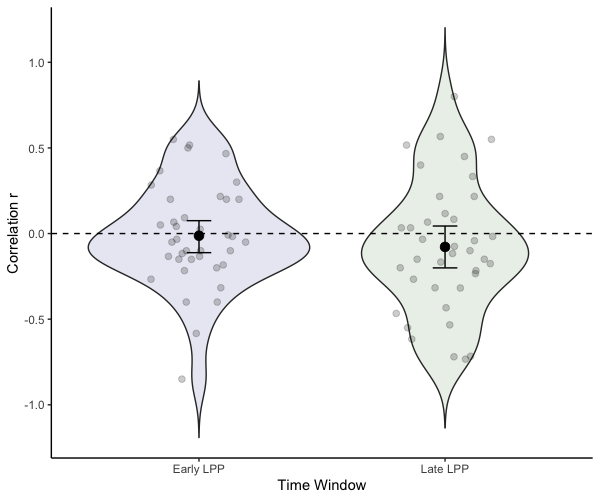 Correlation r
1.0
0.5
0.0
-0.5
-1.0
Early LPP
Late LPP
Time Window